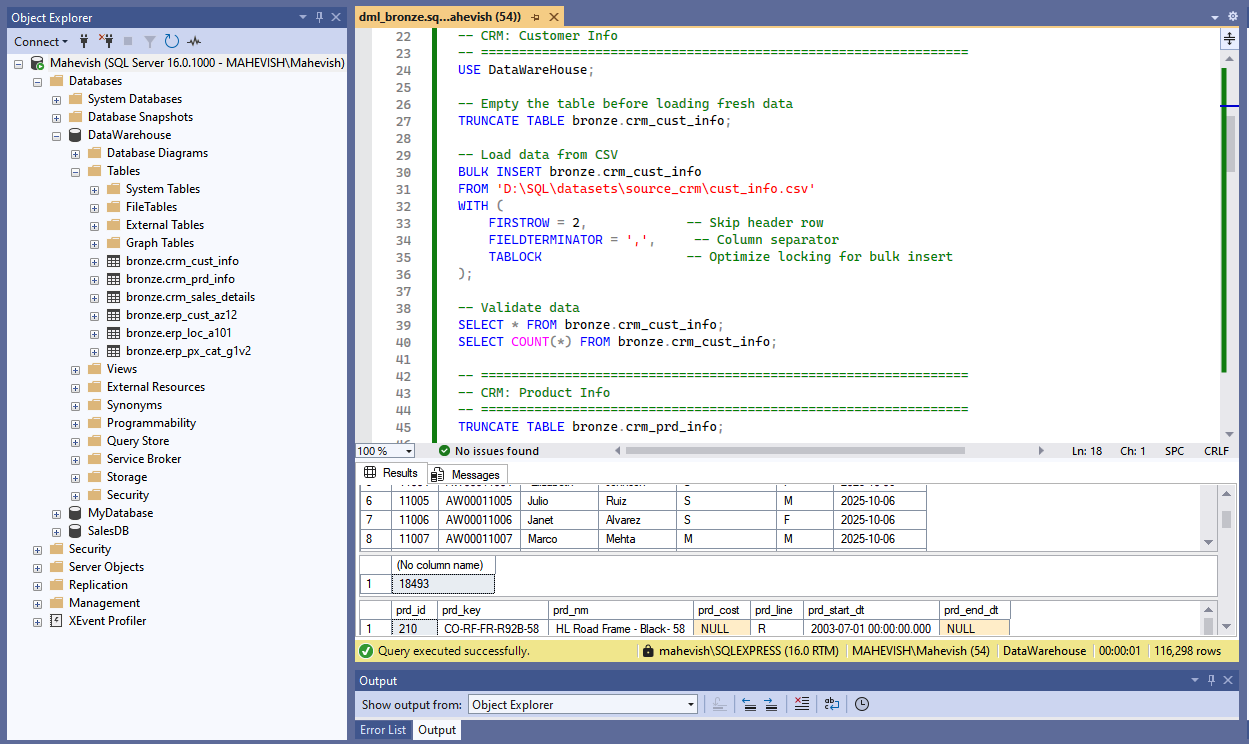 Object Explorer
Connect
Mahevish (SQL Server 16.0.1000 - MAHEVISH\Mahevish)
Databases
System Databases
Database Snapshots
DataWarehouse
Database Diagrams
Tables
System Tables
FileTables
External Tables
Graph Tables
bronze.crm_cust_info
bronze.crm_prd_info
bronze.crm_sales_details
bronze.erp_cust_az12
bronze.erp_loc_a101
bronze.erp_px_cat_g1v2
Views
External Resources
Synonyms
Programmability
Query Store
Service Broker
Storage
Security
MyDatabase
SalesDB
Security
Server Objects
Replication
Management
XEvent Profiler
dml_bronze.sq...ahevish (54))
22 -- CRM: Customer Info
23 -- ================================================================
24 USE DataWareHouse;
25
26 -- Empty the table before loading fresh data
27 TRUNCATE TABLE bronze.crm_cust_info;
28
29 -- Load data from CSV
30 BULK INSERT bronze.crm_cust_info
31 FROM 'D:\SQL\datasets\source_crm\cust_info.csv'
32 WITH (
33 FIRSTROW = 2, -- Skip header row
34 FIELDTERMINATOR = ',', -- Column separator
35 TABLOCK -- Optimize locking for bulk insert
36 );
37
38 -- Validate data
39 SELECT * FROM bronze.crm_cust_info;
40 SELECT COUNT(*) FROM bronze.crm_cust_info;
41
42 -- ================================================================
43 -- CRM: Product Info
44 -- ================================================================
45 TRUNCATE TABLE bronze.crm_prd_info;
100 % No issues found Ln: 18 Ch: 1 SPC CRLF
Results Messages
6 11005 AW00011005 Julio Ruiz S M 2025-10-06
7 11006 AW00011006 Janet Alvarez S F 2025-10-06
8 11007 AW00011007 Marco Mehta M M 2025-10-06
(No column name)
1 18493
prd_id prd_key prd_nm prd_cost prd_line prd_start_dt prd_end_dt
1 210 CO-RF-FR-R92B-58 HL Road Frame - Black- 58 NULL R 2003-07-01 00:00:00.000 NULL
Query executed successfully. mahevish\SQLEXPRESS (16.0 RTM) MAHEVISH\Mahevish (54) DataWarehouse 00:00:01 116,298 rows
Output
Show output from: Object Explorer
Error List Output